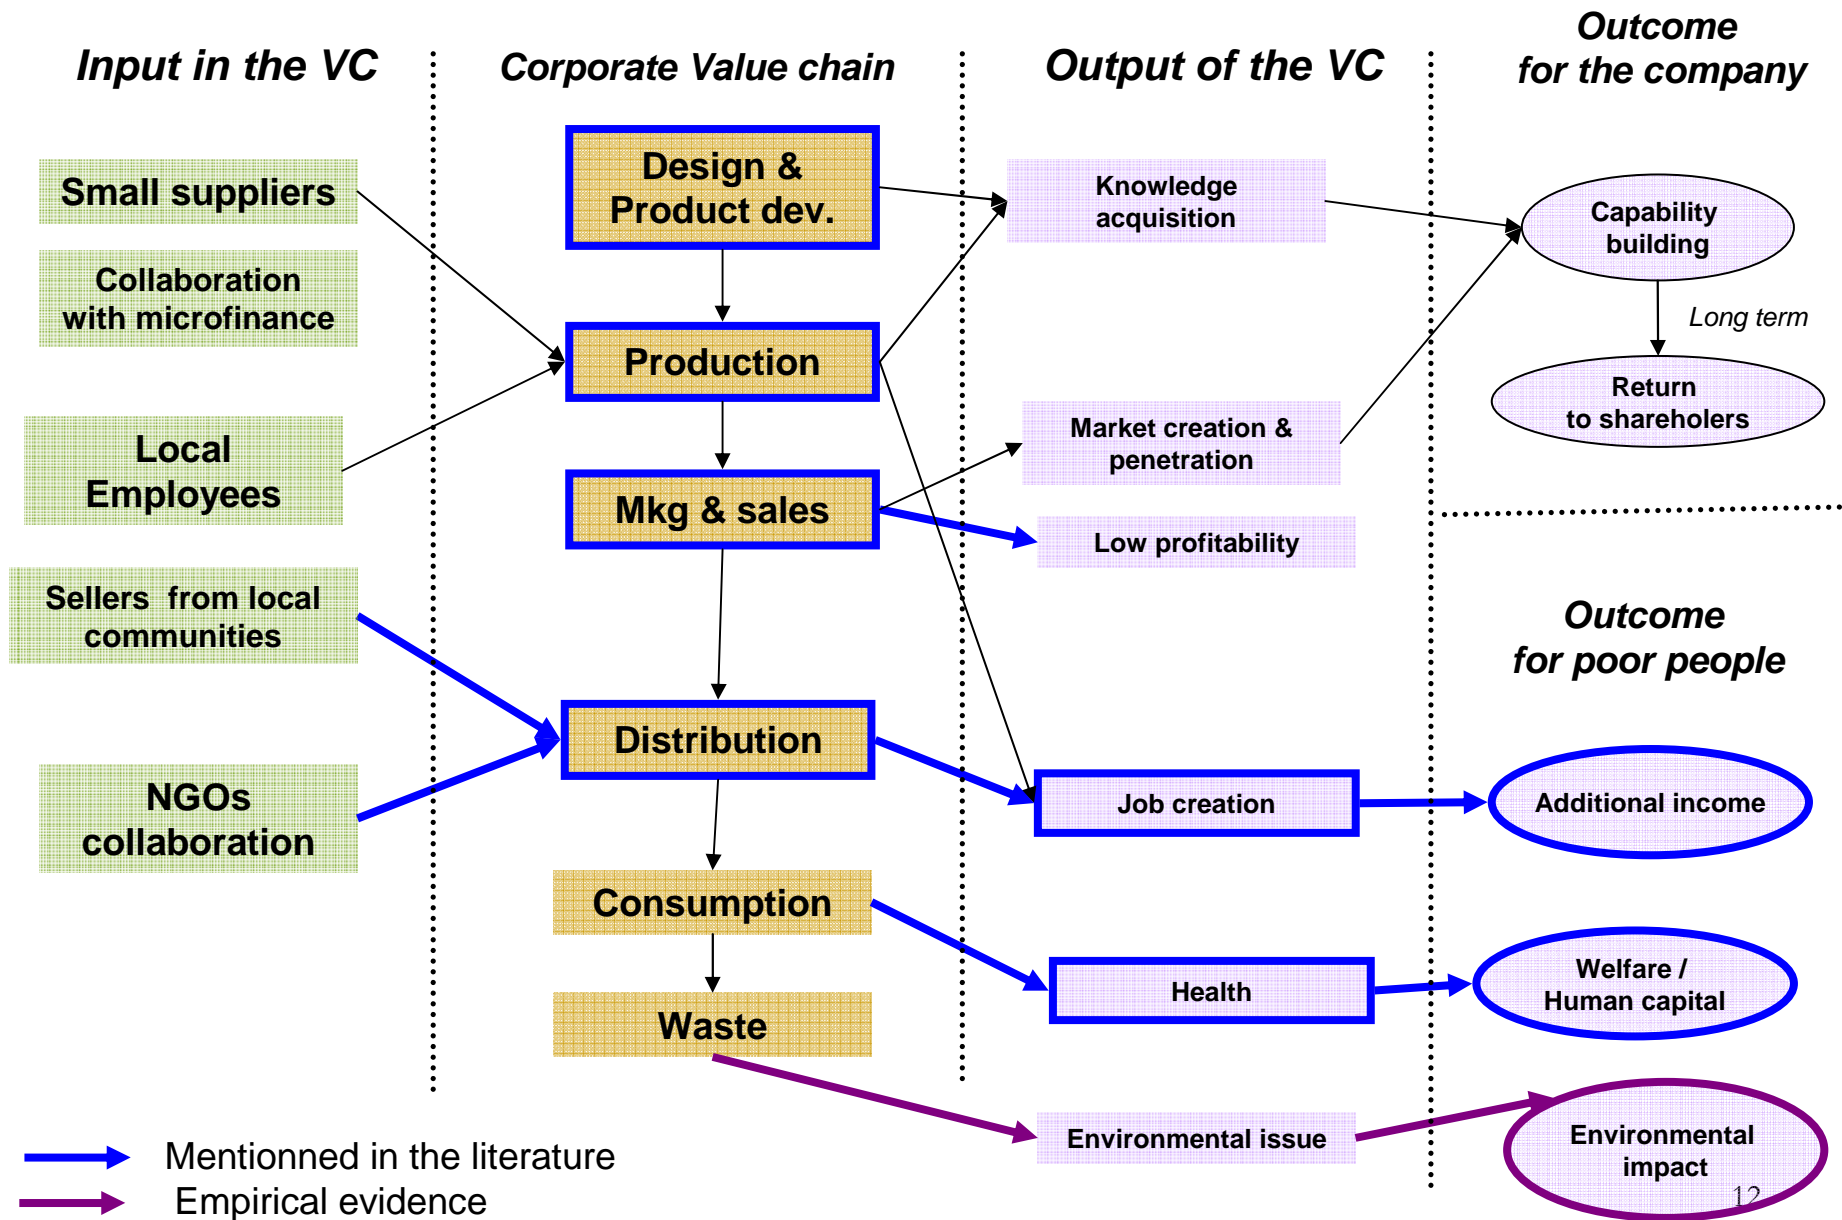 Input in the VC
Corporate Value chain
Output of the VC
Outcome
for the company
Small suppliers
Collaboration
with microfinance
Local
Employees
Sellers from local
communities
NGOs
collaboration
Design &
Product dev.
Production
Mkg & sales
Distribution
Consumption
Waste
Knowledge
acquisition
Market creation &
penetration
Low profitability
Job creation
Health
Environmental issue
Capability
building
Long term
Return
to shareholers
Outcome
for poor people
Additional income
Welfare /
Human capital
Environmental
impact
Mentionned in the literature
Empirical evidence
12